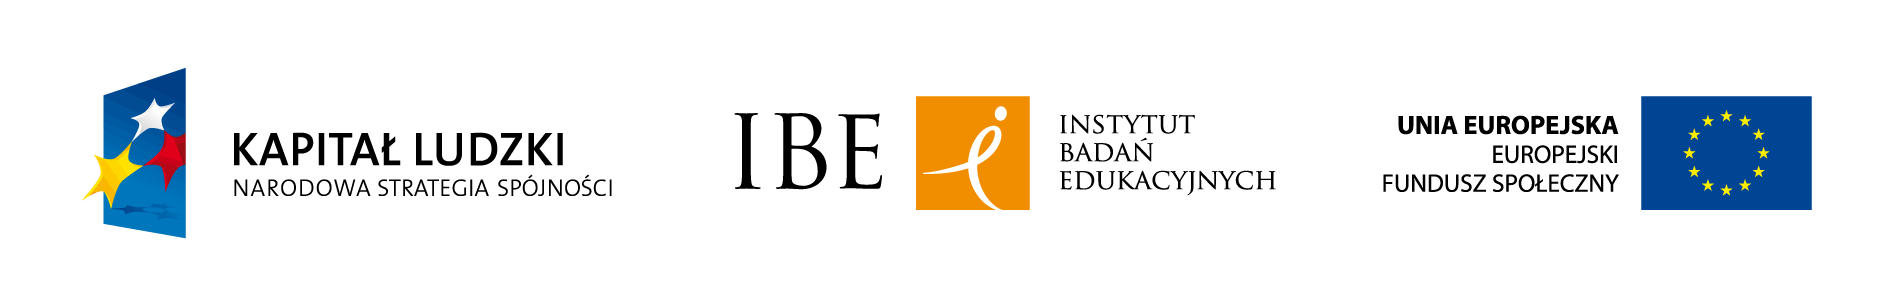 KAPITAŁ LUDZKI
NARODOWA STRATEGIA SPÓJNOŚCI
IBE
INSTYTUT
BADAŃ
EDUKACYJNYCH
UNIA EUROPEJSKA
EUROPEJSKI
FUNDUSZ SPOŁECZNY